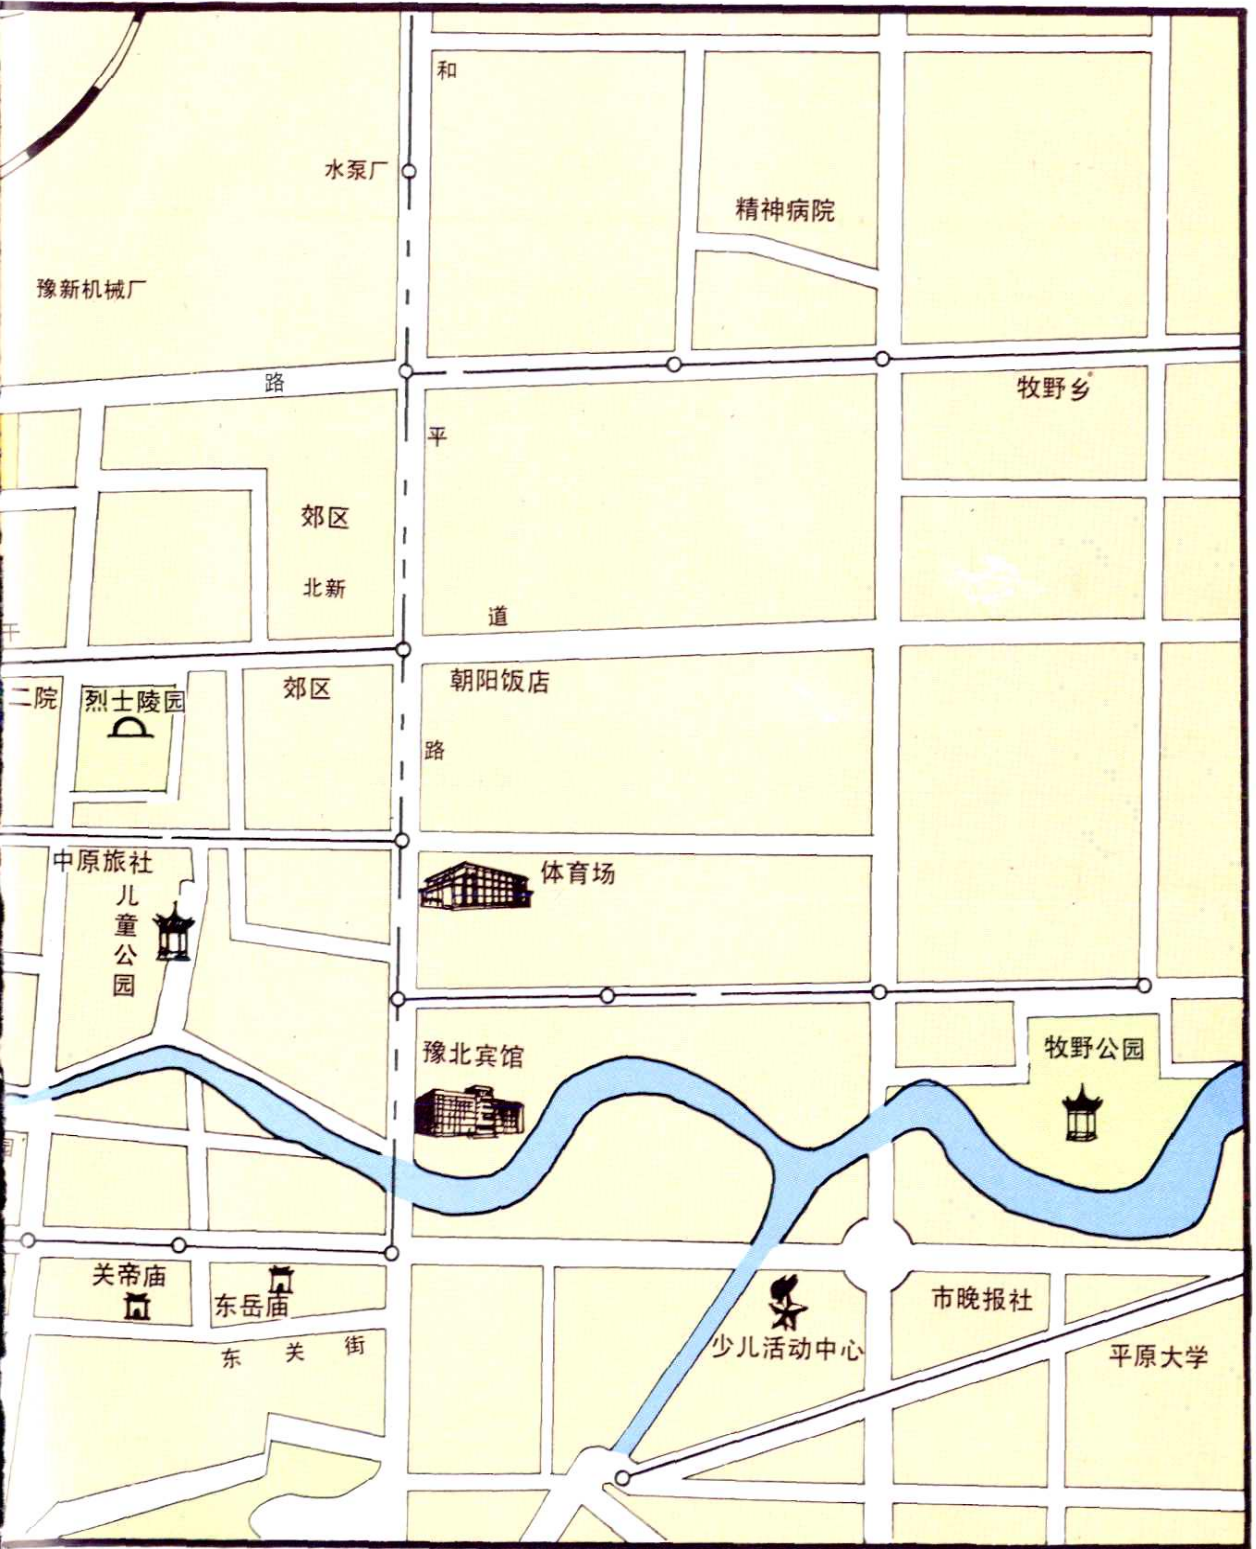 和
水泵厂
精神病院
豫新机械厂
路
牧野乡
平
郊区
北新
道
干
二院
烈士陵园
郊区
朝阳饭店
路
中原旅社
儿童公园
体育场
豫北宾馆
牧野公园
园
关帝庙
东岳庙
市晚报社
少儿活动中心
东关街
平原大学